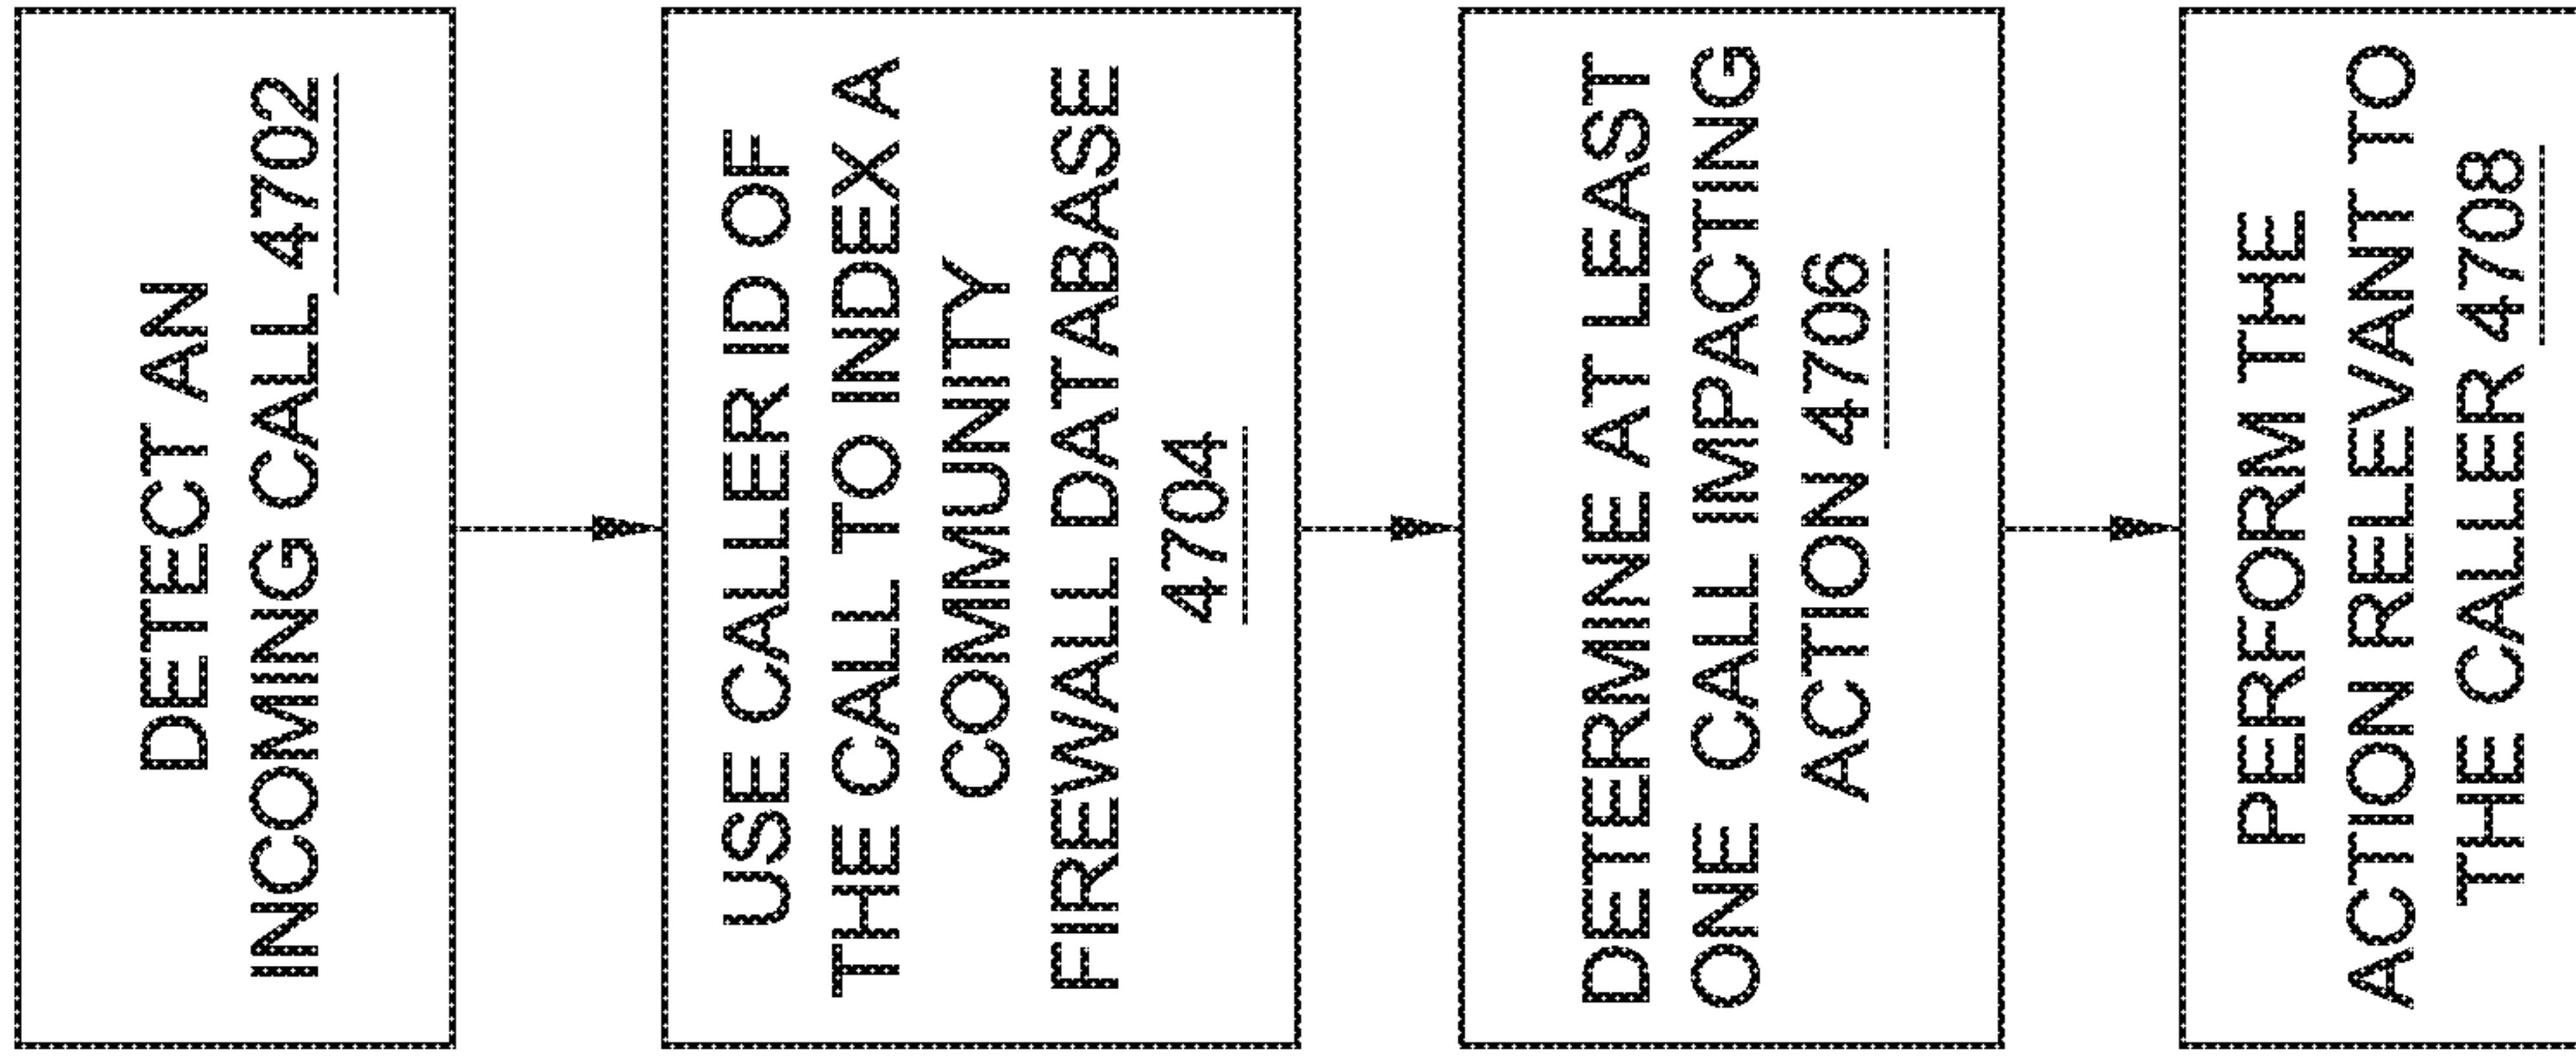 DETECT AN
INCOMING CALL 4702
USE CALLER ID OF
THE CALL TO INDEX A
COMMUNITY
FIREWALL DATABASE
4704
DETERMINE AT LEAST
ONE CALL IMPACTING
ACTION 4706
PERFORM THE
ACTION RELEVANT TO
THE CALLER 4708